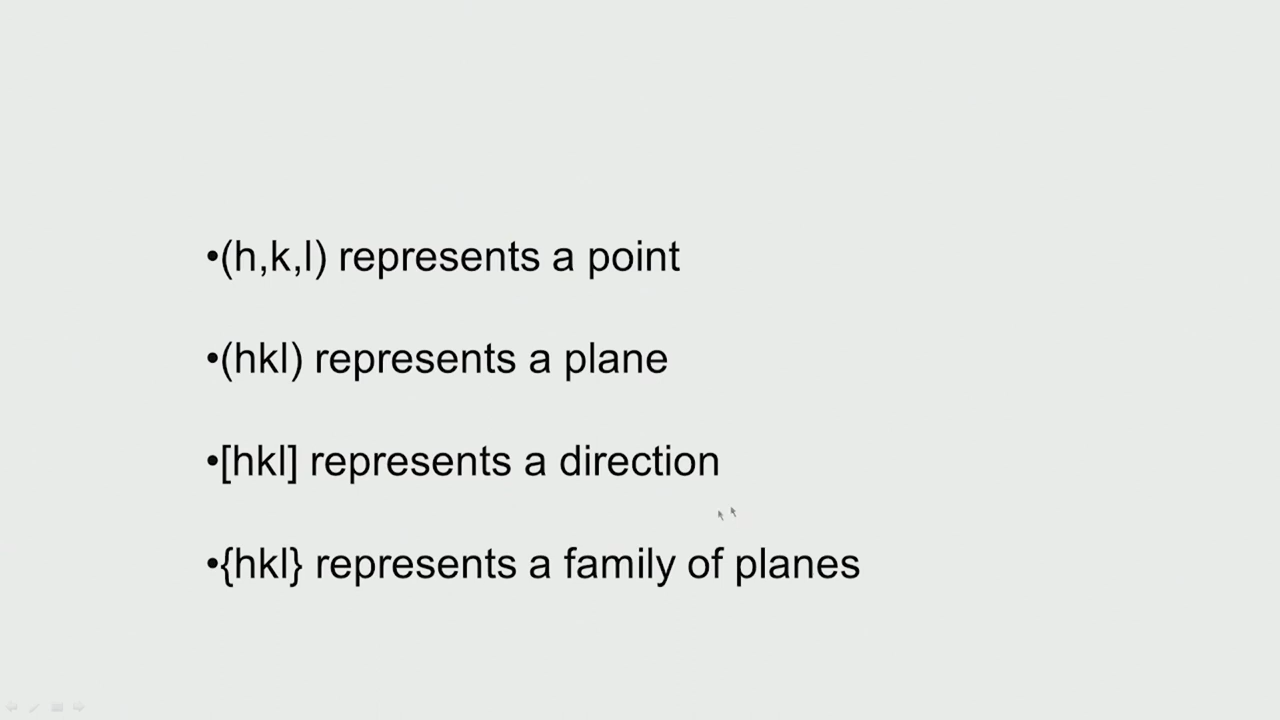 •(h,k,l) represents a point
•(hkl) represents a plane
•[hkl] represents a direction
•{hkl} represents a family of planes